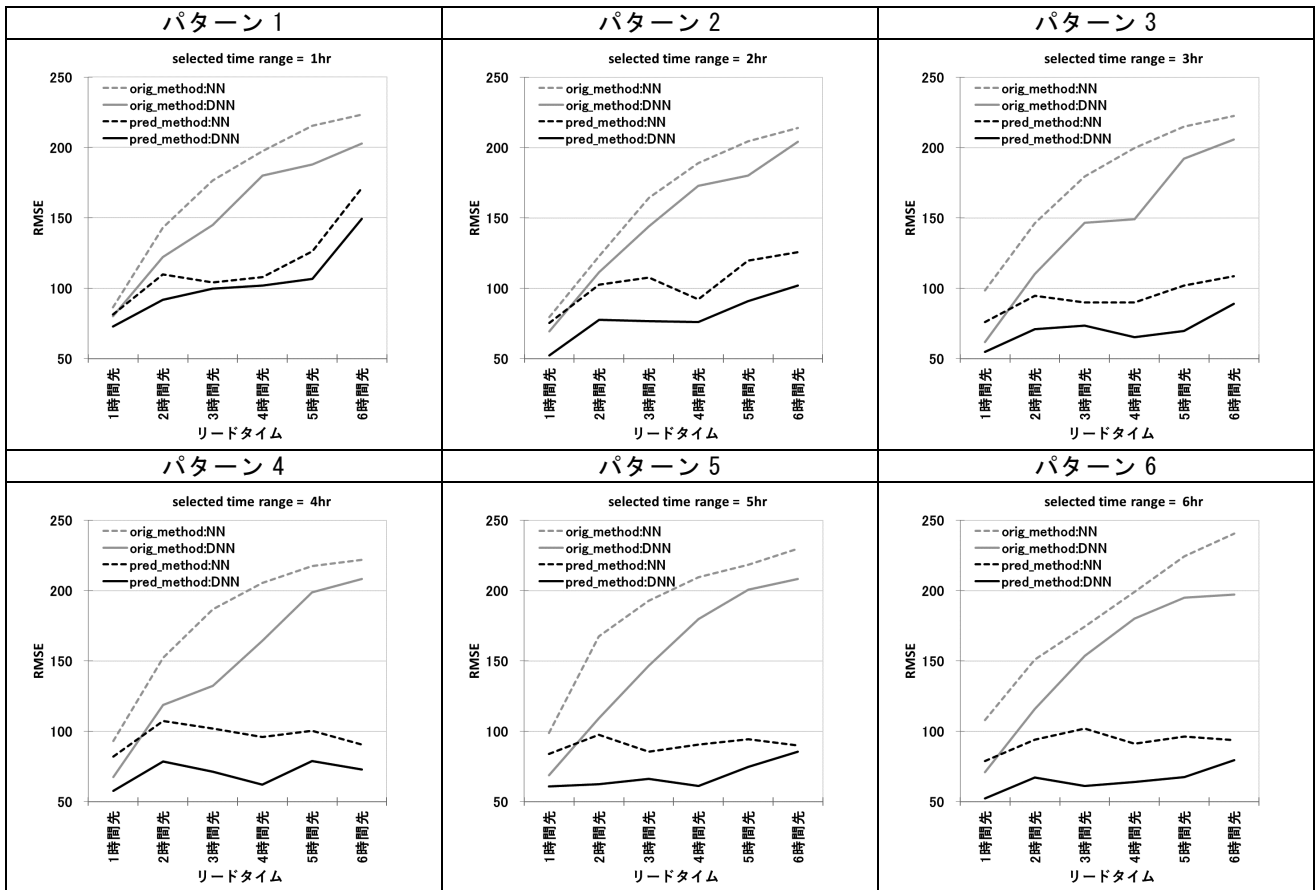 パターン 1
selected time range = 1hr
250
200
150
100
50
RMSE
orig_method:NN
orig_method:DNN
pred_method:NN
pred_method:DNN
1時間先
2時間先
3時間先
4時間先
5時間先
6時間先
リードタイム
パターン 2
selected time range = 2hr
250
200
150
100
50
RMSE
orig_method:NN
orig_method:DNN
pred_method:NN
pred_method:DNN
1時間先
2時間先
3時間先
4時間先
5時間先
6時間先
リードタイム
パターン 3
selected time range = 3hr
250
200
150
100
50
RMSE
orig_method:NN
orig_method:DNN
pred_method:NN
pred_method:DNN
1時間先
2時間先
3時間先
4時間先
5時間先
6時間先
リードタイム
パターン 4
selected time range = 4hr
250
200
150
100
50
RMSE
orig_method:NN
orig_method:DNN
pred_method:NN
pred_method:DNN
1時間先
2時間先
3時間先
4時間先
5時間先
6時間先
リードタイム
パターン 5
selected time range = 5hr
250
200
150
100
50
RMSE
orig_method:NN
orig_method:DNN
pred_method:NN
pred_method:DNN
1時間先
2時間先
3時間先
4時間先
5時間先
6時間先
リードタイム
パターン 6
selected time range = 6hr
250
200
150
100
50
RMSE
orig_method:NN
orig_method:DNN
pred_method:NN
pred_method:DNN
1時間先
2時間先
3時間先
4時間先
5時間先
6時間先
リードタイム